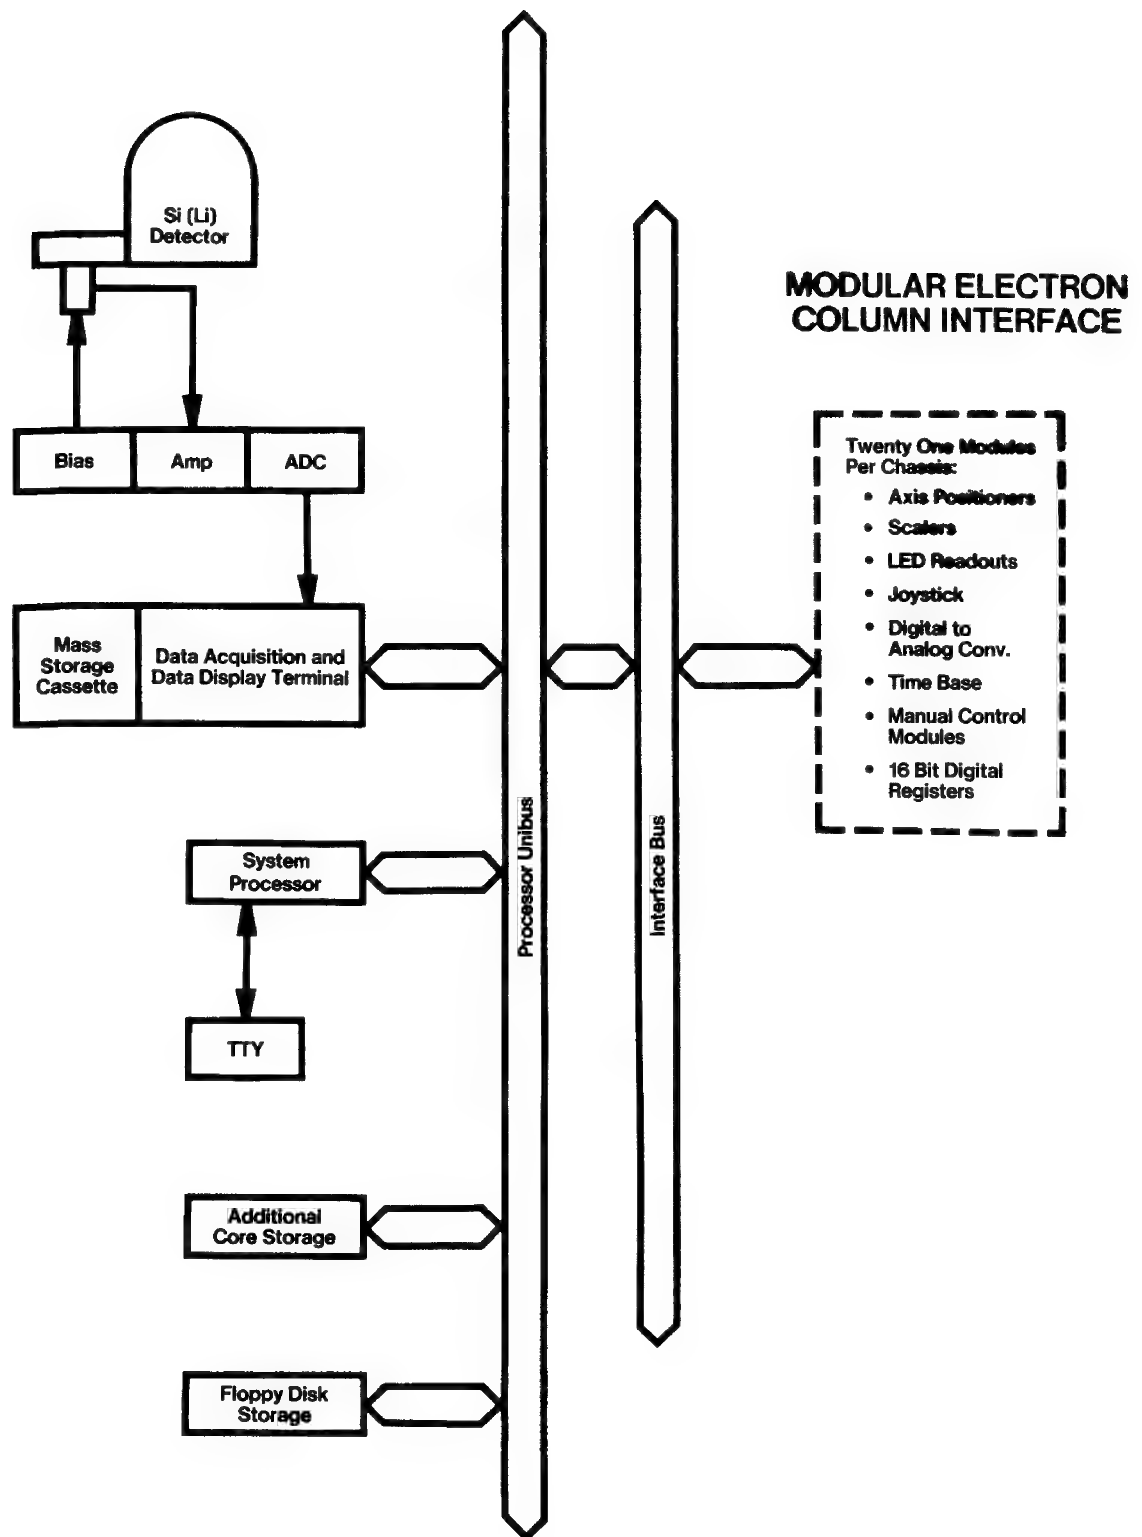 Si (Li)
Detector
Bias
Amp
ADC
Mass
Storage
Cassette
Data Acquisition and
Data Display Terminal
System
Processor
TTY
Additional
Core Storage
Floppy Disk
Storage
Processor Unibus
Interface Bus
MODULAR ELECTRON
COLUMN INTERFACE
Twenty One Modules
Per Chassis:
• Axis Positioners
• Scalers
• LED Readouts
• Joystick
• Digital to
Analog Conv.
• Time Base
• Manual Control
Modules
• 16 Bit Digital
Registers